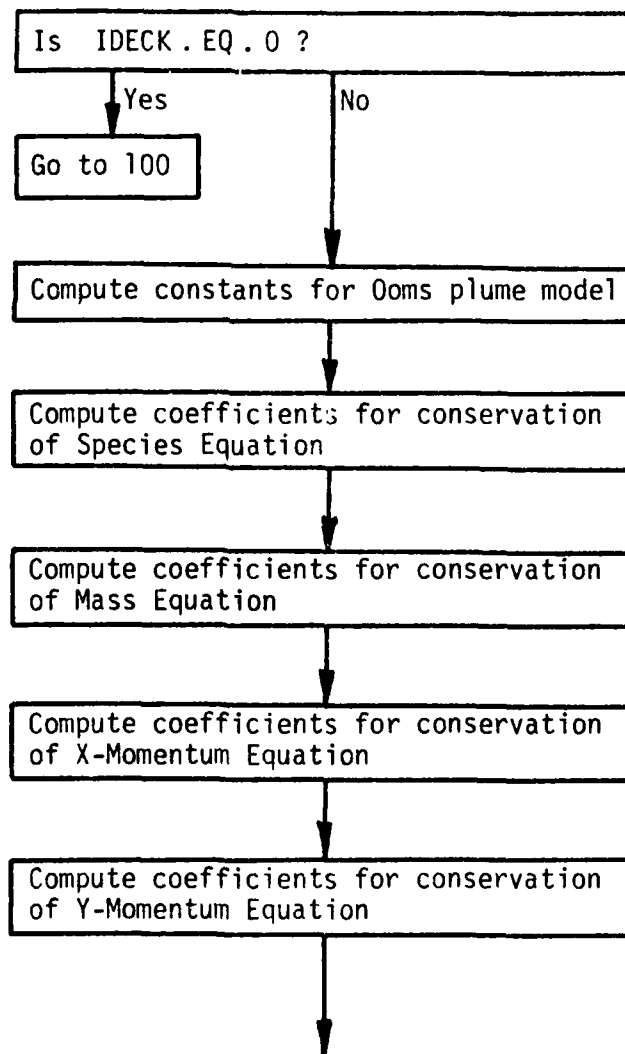 Is IDECK.EQ.0 ?
Yes
No
Go to 100
Compute constants for Ooms plume model
Compute coefficients for conservation
of Species Equation
Compute coefficients for conservation
of Mass Equation
Compute coefficients for conservation
of X-Momentum Equation
Compute coefficients for conservation
of Y-Momentum Equation